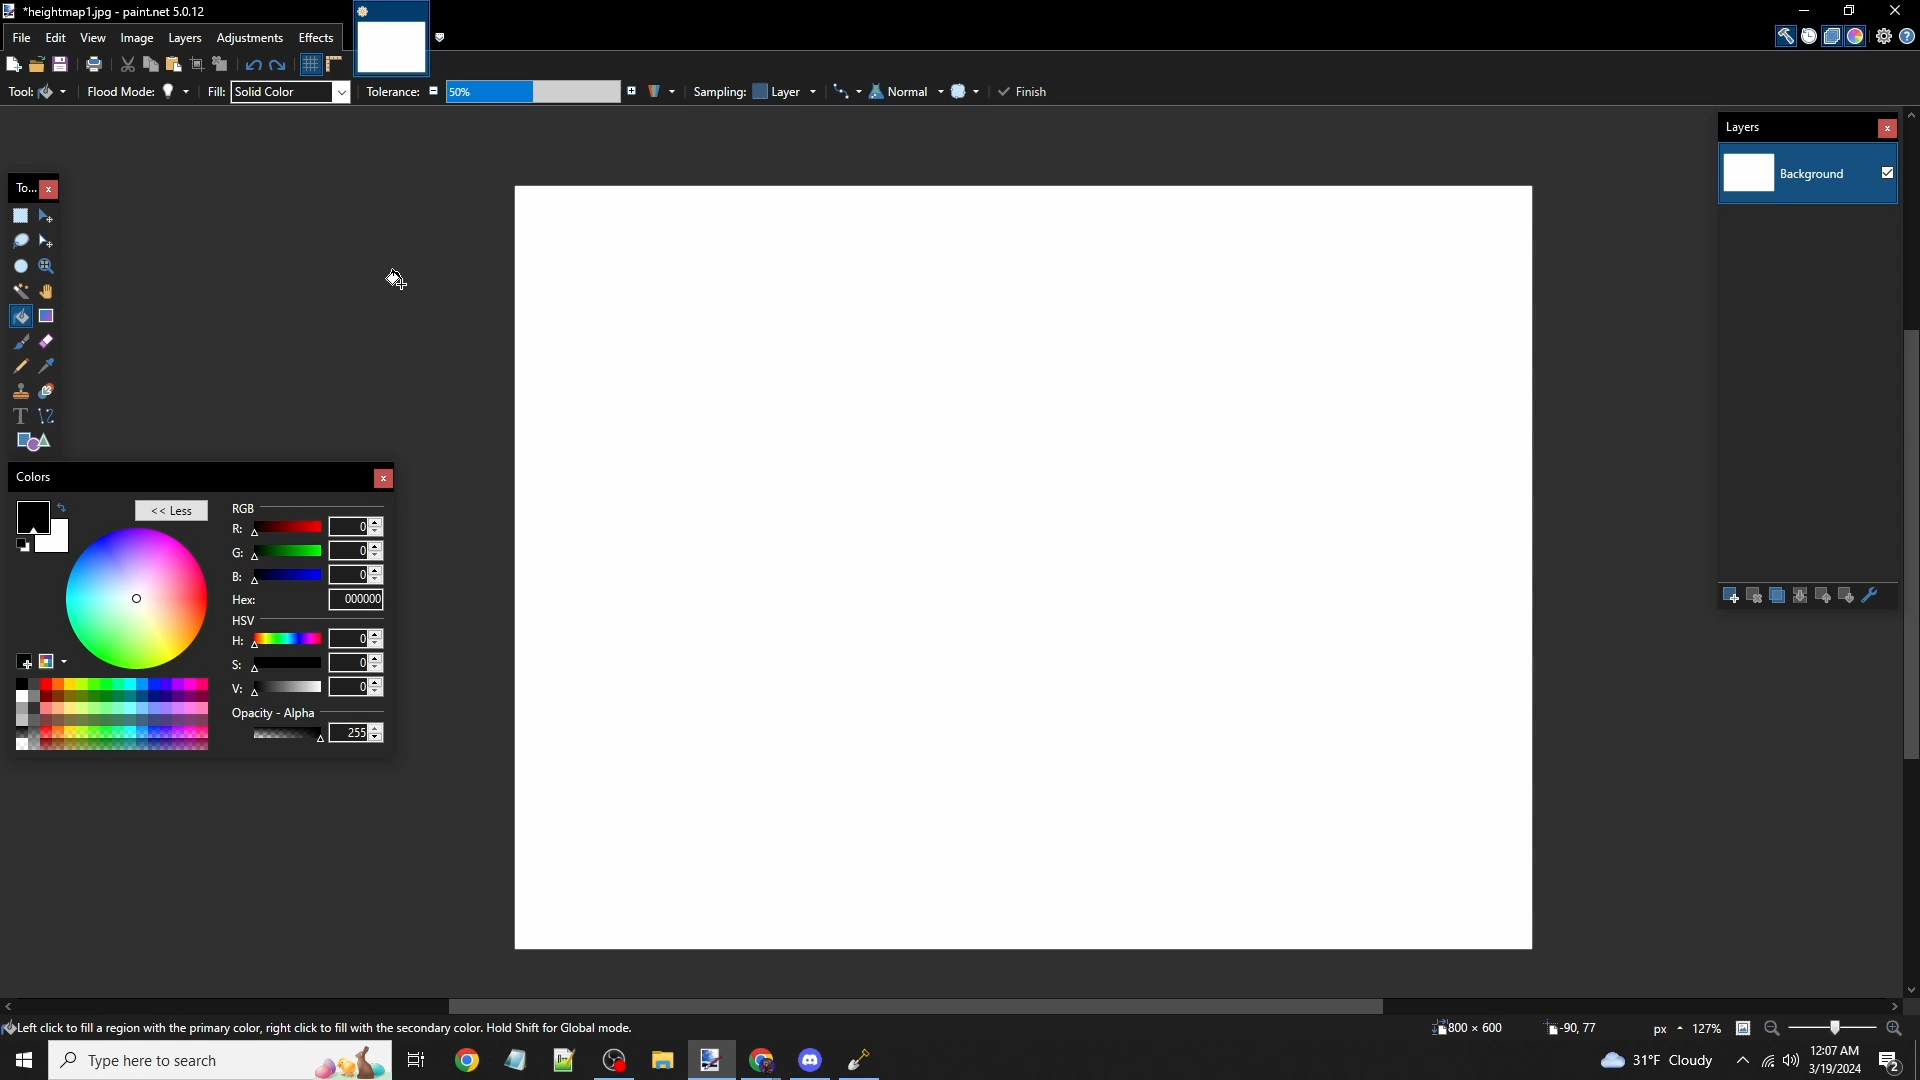 *heightmap1.jpg - paint.net 5.0.12
File Edit View Image Layers Adjustments Effects
Tool: Flood Mode: Fill: Solid Color Tolerance: 50% Sampling: Layer Normal Finish
Layers
Background
To...
Colors
<< Less
RGB
R: 0
G: 0
B: 0
Hex: 000000
HSV
H: 0
S: 0
V: 0
Opacity - Alpha
255
Left click to fill a region with the primary color, right click to fill with the secondary color. Hold Shift for Global mode.
800 × 600 -90, 77 px 127%
Type here to search
31°F Cloudy
12:07 AM
3/19/2024
2